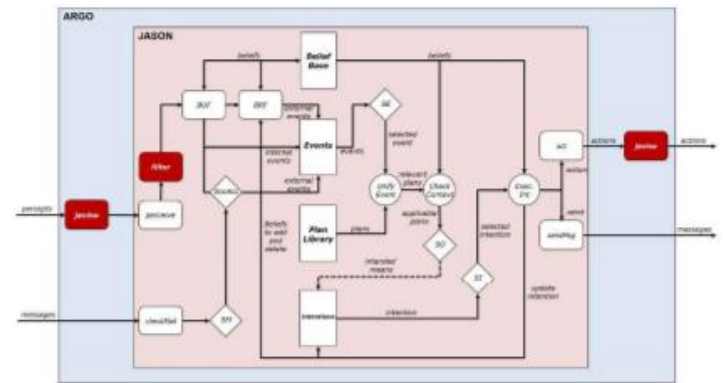 ARGO
JASON
beliefs
Belief
Base
beliefs
BUF
BRF
external
events
SE
Events
events
selected
event
internal
events
filter
SocAcc
external
events
Unify
Event
relevant
plans
Check
Context
Exec.
Int
act
actions
Javino
actions
action
percepts
Javino
perceive
Beliefs
to add
and
delete
Plan
Library
plans
applicable
plans
selected
intention
send
sendMsg
messages
SO
intended
means
SI
update
intention
messages
checkMail
SM
Intentions
intention